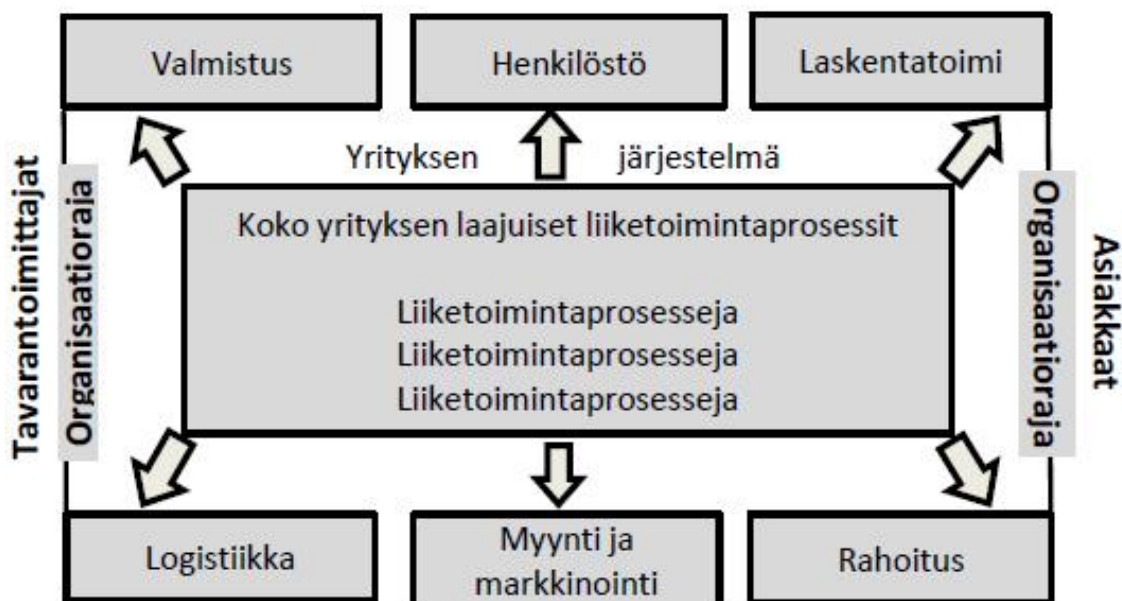 Valmistus
Henkilöstö
Laskentatoimi
Yrityksen järjestelmä
Tavarantoimittajat
Organisaatioraja
Koko yrityksen laajuiset liiketoimintaprosessit
Liiketoimintaprosesseja
Liiketoimintaprosesseja
Liiketoimintaprosesseja
Organisaatioraja
Asiakkaat
Logistiikka
Myynti ja
markkinointi
Rahoitus